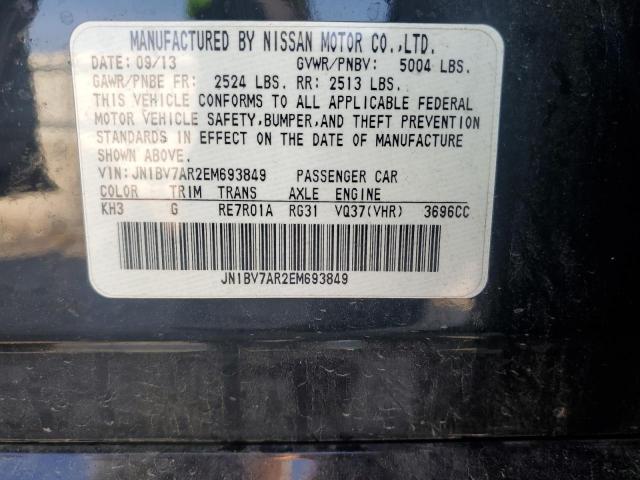 MANUFACTURED BY NISSAN MOTOR CO.,LTD.
DATE: 09/13 GVWR/PNBV: 5004 LBS.
GAWR/PNBE FR: 2524 LBS. RR: 2513 LBS.
THIS VEHICLE CONFORMS TO ALL APPLICABLE FEDERAL
MOTOR VEHICLE SAFETY,BUMPER,AND THEFT PREVENTION
STANDARDS IN EFFECT ON THE DATE OF MANUFACTURE
SHOWN ABOVE.
VIN:JN1BV7AR2EM693849 PASSENGER CAR
COLOR TRIM TRANS AXLE ENGINE
KH3 G RE7R01A RG31 VQ37(VHR) 3696CC
JN1BV7AR2EM693849